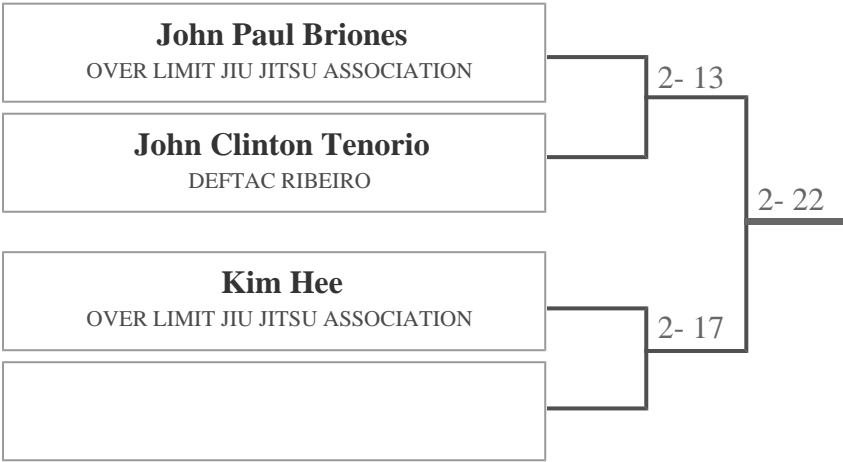 John Paul Briones
OVER LIMIT JIU JITSU ASSOCIATION
2- 13
John Clinton Tenorio
DEFTAC RIBEIRO
2- 22
Kim Hee
OVER LIMIT JIU JITSU ASSOCIATION
2- 17